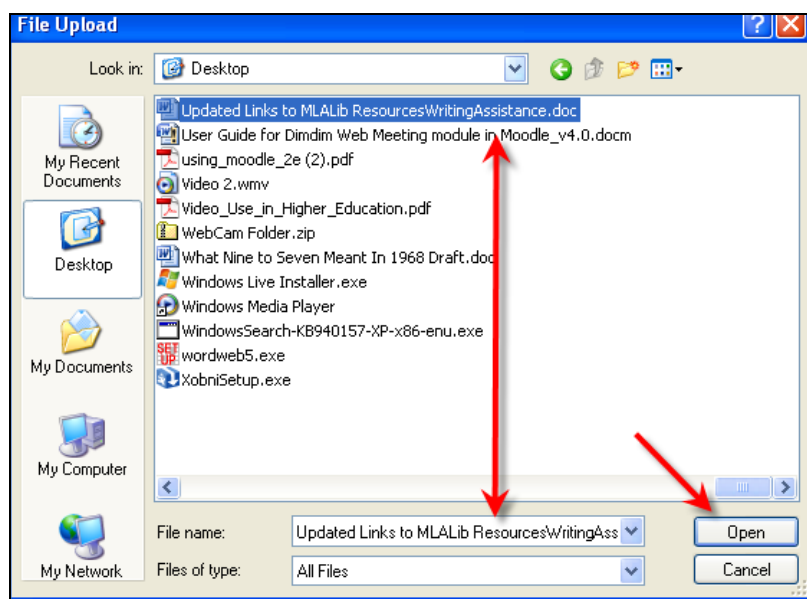 File Upload
Look in: Desktop
My Recent Documents
Desktop
My Documents
My Computer
My Network
Updated Links to MLALib ResourcesWritingAssistance.doc
User Guide for Dimdim Web Meeting module in Moodle_v4.0.docm
using_moodle_2e (2).pdf
Video 2.wmv
Video_Use_in_Higher_Education.pdf
WebCam Folder.zip
What Nine to Seven Meant In 1968 Draft.doc
Windows Live Installer.exe
Windows Media Player
WindowsSearch-KB940157-XP-x86-enu.exe
wordweb5.exe
XobniSetup.exe
File name: Updated Links to MLALib ResourcesWritingAss Open
Files of type: All Files Cancel